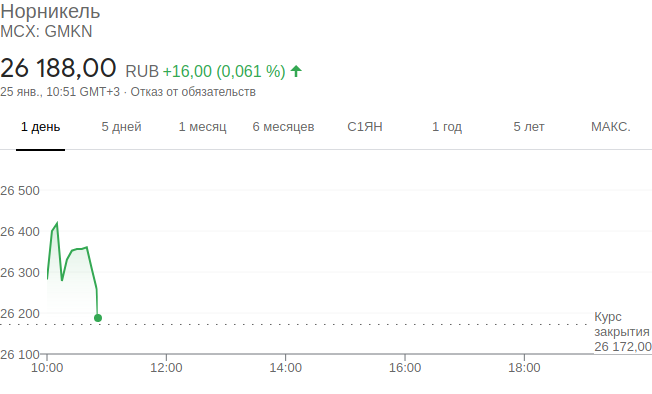 Норникель
MCX: GMKN
26 188,00 RUB +16,00 (0,061 %)
25 янв., 10:51 GMT+3 · Отказ от обязательств
1 день 5 дней 1 месяц 6 месяцев С1ЯН 1 год 5 лет МАКС.
26 500
26 400
26 300
26 200
26 100
Курс
закрытия
26 172,00
10:00 12:00 14:00 16:00 18:00